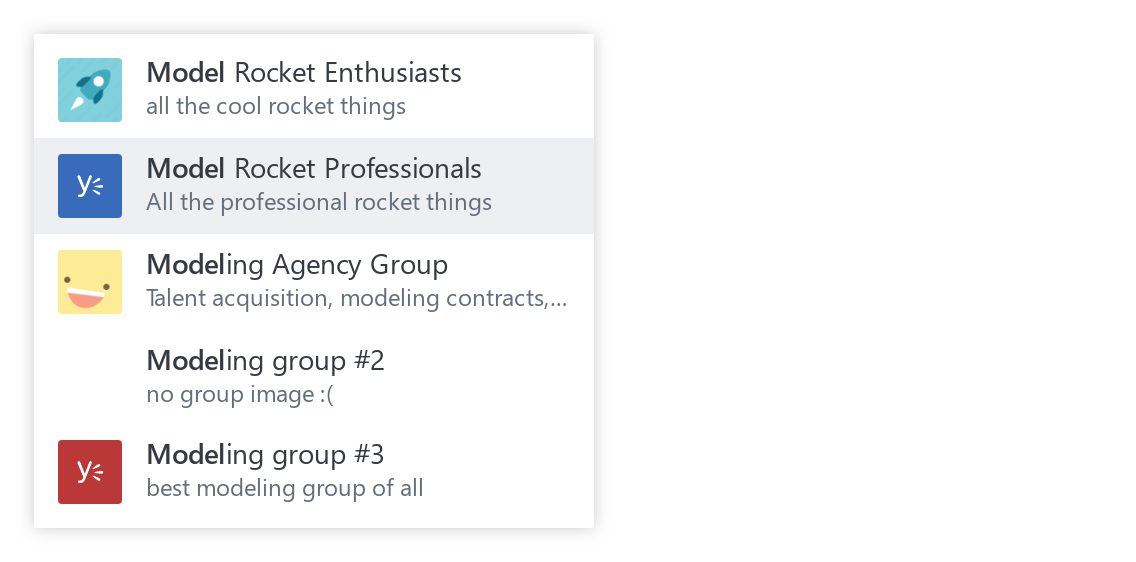 Model Rocket Enthusiasts
all the cool rocket things
Model Rocket Professionals
All the professional rocket things
Modeling Agency Group
Talent acquisition, modeling contracts,...
Modeling group #2
no group image :(
Modeling group #3
best modeling group of all